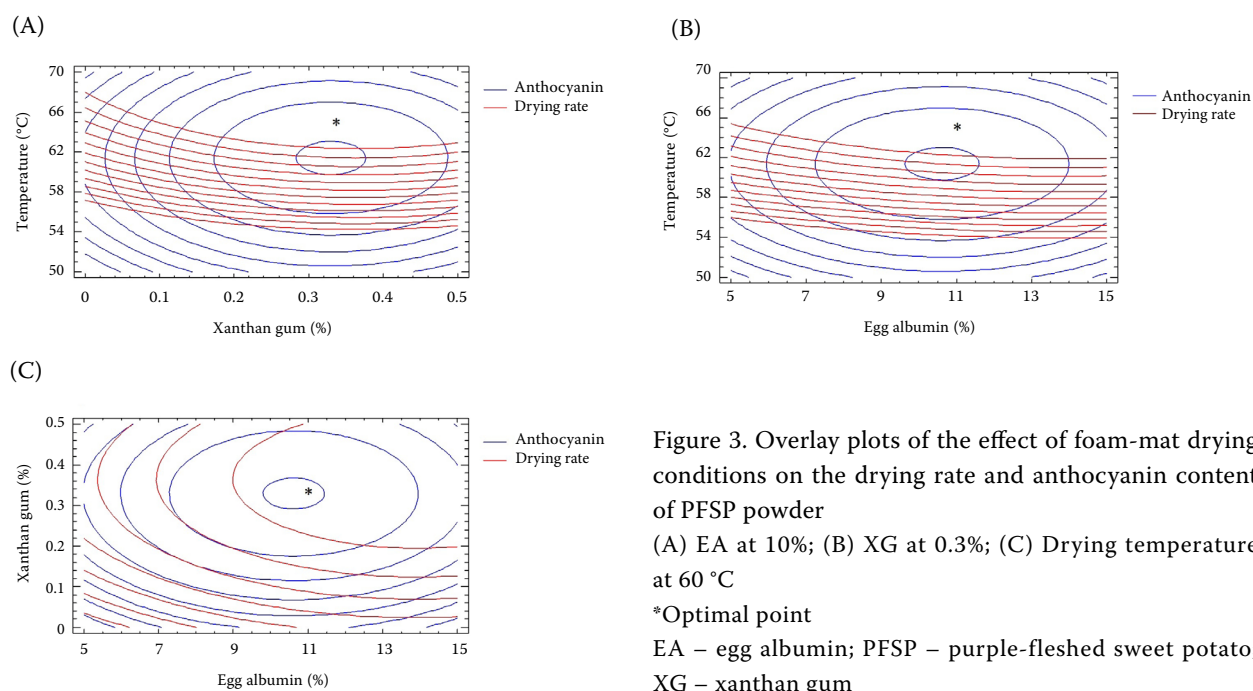 (A)
70
66
62
58
54
50
Temperature (°C)
0 0.1 0.2 0.3 0.4 0.5
Xanthan gum (%)
Anthocyanin
Drying rate
*
(B)
70
66
62
58
54
50
Temperature (°C)
5 7 9 11 13 15
Egg albumin (%)
Anthocyanin
Drying rate
*
(C)
0.5
0.4
0.3
0.2
0.1
0
Xanthan gum (%)
5 7 9 11 13 15
Egg albumin (%)
Anthocyanin
Drying rate
*
Figure 3. Overlay plots of the effect of foam-mat drying
conditions on the drying rate and anthocyanin content
of PFSP powder
(A) EA at 10%; (B) XG at 0.3%; (C) Drying temperature
at 60 °C
*Optimal point
EA – egg albumin; PFSP – purple-fleshed sweet potato
XG – xanthan gum